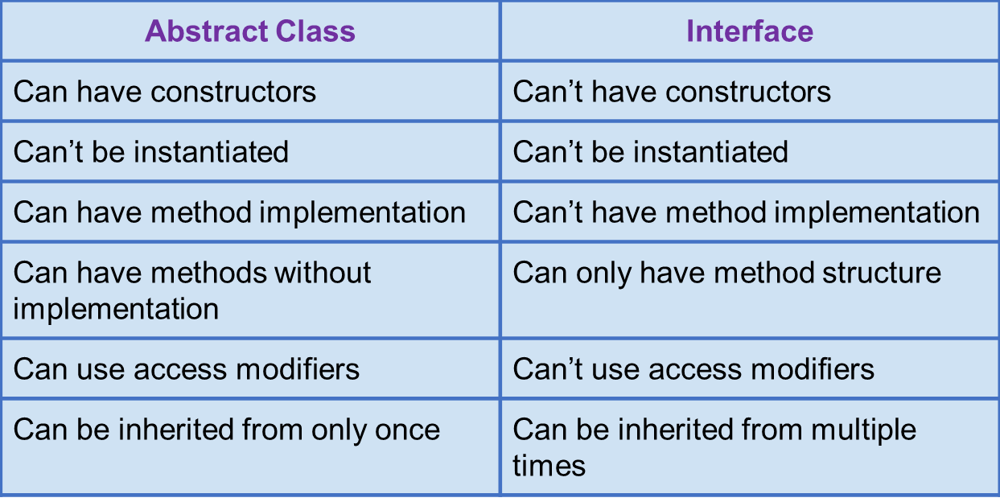 Abstract Class
Interface
Can have constructors
Can’t have constructors
Can’t be instantiated
Can’t be instantiated
Can have method implementation
Can’t have method implementation
Can have methods without
implementation
Can only have method structure
Can use access modifiers
Can’t use access modifiers
Can be inherited from only once
Can be inherited from multiple
times